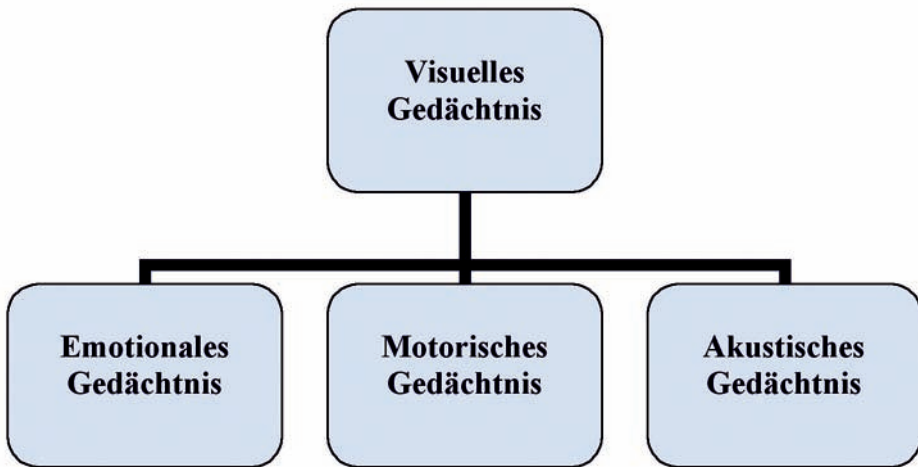 Visuelles
Gedächtnis
Emotionales
Gedächtnis
Motorisches
Gedächtnis
Akustisches
Gedächtnis